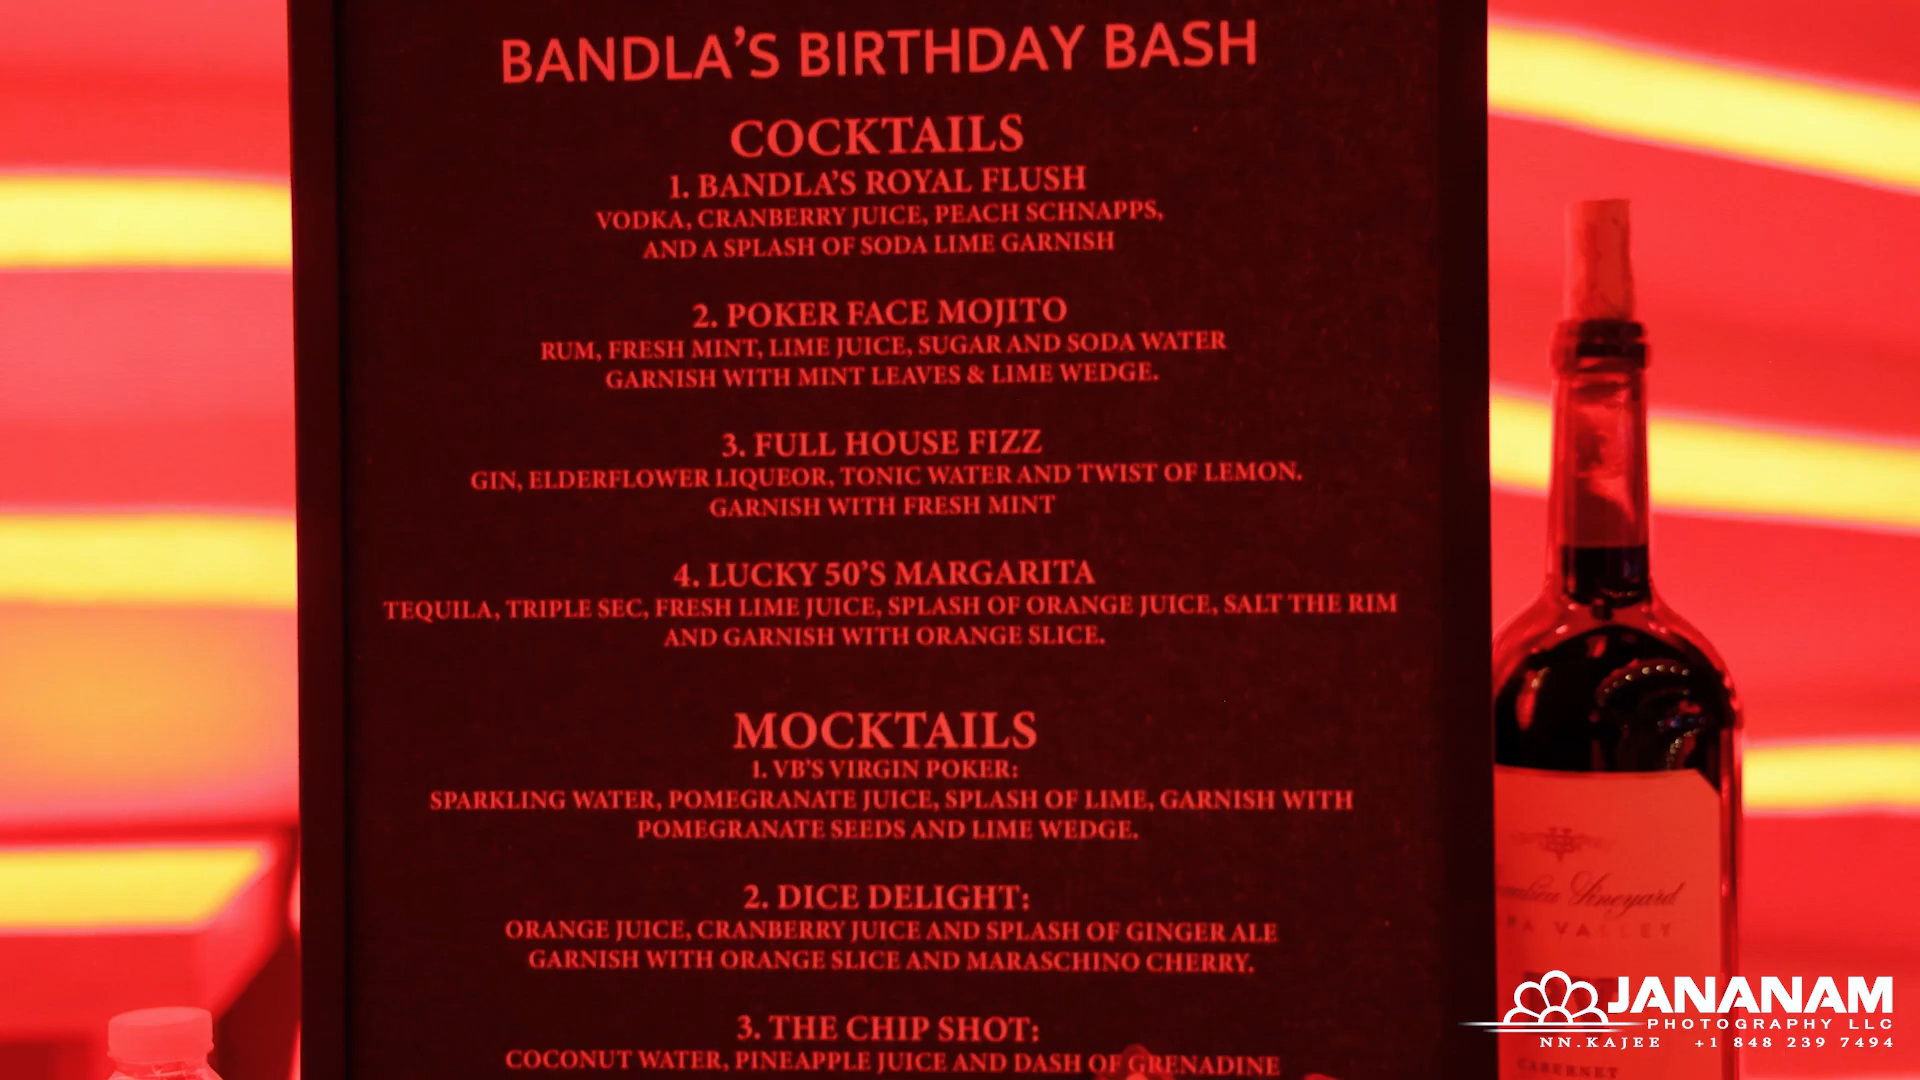 BANDLA'S BIRTHDAY BASH
COCKTAILS
1. BANDLA'S ROYAL FLUSH
VODKA, CRANBERRY JUICE, PEACH SCHNAPPS,
AND A SPLASH OF SODA LIME GARNISH
2. POKER FACE MOJITO
RUM, FRESH MINT, LIME JUICE, SUGAR AND SODA WATER
GARNISH WITH MINT LEAVES & LIME WEDGE.
3. FULL HOUSE FIZZ
GIN, ELDERFLOWER LIQUEOR, TONIC WATER AND TWIST OF LEMON.
GARNISH WITH FRESH MINT
4. LUCKY 50'S MARGARITA
TEQUILA, TRIPLE SEC, FRESH LIME JUICE, SPLASH OF ORANGE JUICE, SALT THE RIM
AND GARNISH WITH ORANGE SLICE.
MOCKTAILS
1. VB'S VIRGIN POKER:
SPARKLING WATER, POMEGRANATE JUICE, SPLASH OF LIME, GARNISH WITH
POMEGRANATE SEEDS AND LIME WEDGE.
2. DICE DELIGHT:
ORANGE JUICE, CRANBERRY JUICE AND SPLASH OF GINGER ALE
GARNISH WITH ORANGE SLICE AND MARASCHINO CHERRY.
3. THE CHIP SHOT:
COCONUT WATER, PINEAPPLE JUICE AND DASH OF GRENADINE
Vineyard
PA VALLEY
CABERNET
JANANAM
PHOTOGRAPHY LLC
NN.KAJEE +1 848 239 7494